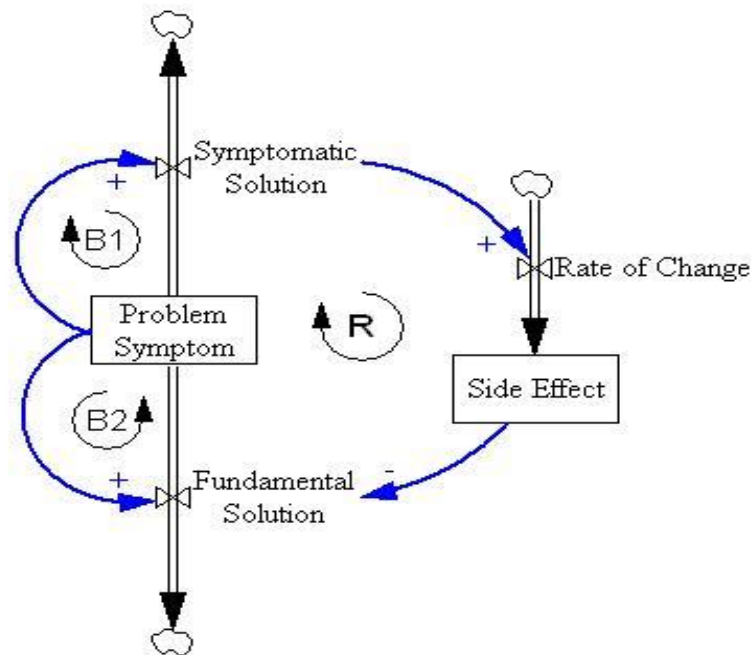 Symptomatic
Solution
+
B1
+
Rate of Change
Problem
Symptom
R
Side Effect
B2
+
Fundamental
Solution
-